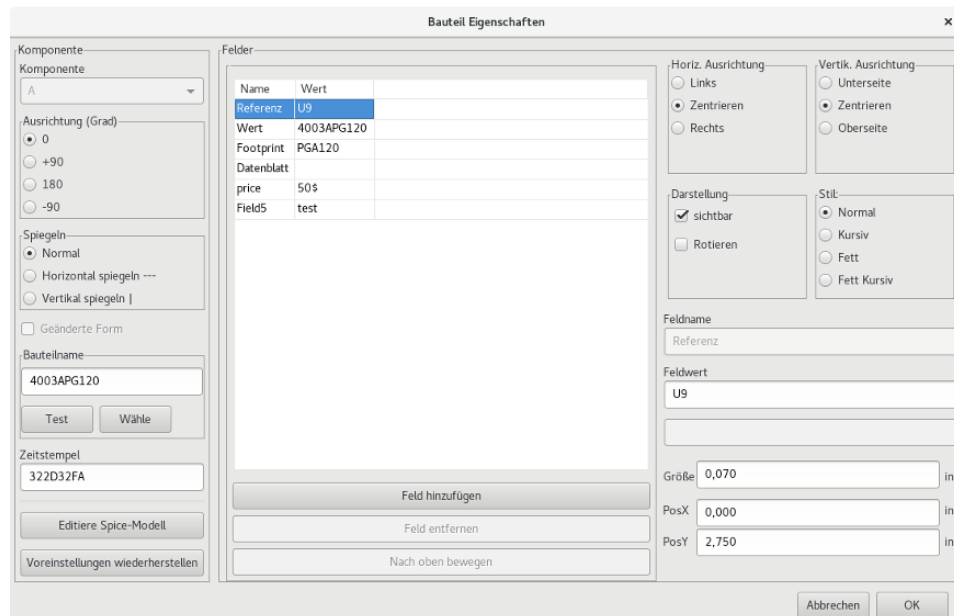 Bauteil Eigenschaften
Komponente
Komponente
A
Ausrichtung (Grad)
0
+90
180
-90
Spiegeln
Normal
Horizontal spiegeln ---
Vertikal spiegeln |
Geänderte Form
Bauteilname
4003APG120
Test Wähle
Zeitstempel
322D32FA
Editiere Spice-Modell
Voreinstellungen wiederherstellen
Felder
Name Wert
Referenz U9
Wert 4003APG120
Footprint PGA120
Datenblatt
price 50$
Field5 test
Feld hinzufügen
Feld entfernen
Nach oben bewegen
Horiz. Ausrichtung
Links
Zentrieren
Rechts
Vertik. Ausrichtung
Unterseite
Zentrieren
Oberseite
Darstellung
sichtbar
Rotieren
Stil:
Normal
Kursiv
Fett
Fett Kursiv
Feldname
Referenz
Feldwert
U9
Größe 0,070 in
PosX 0,000 in
PosY 2,750 in
Abbrechen OK